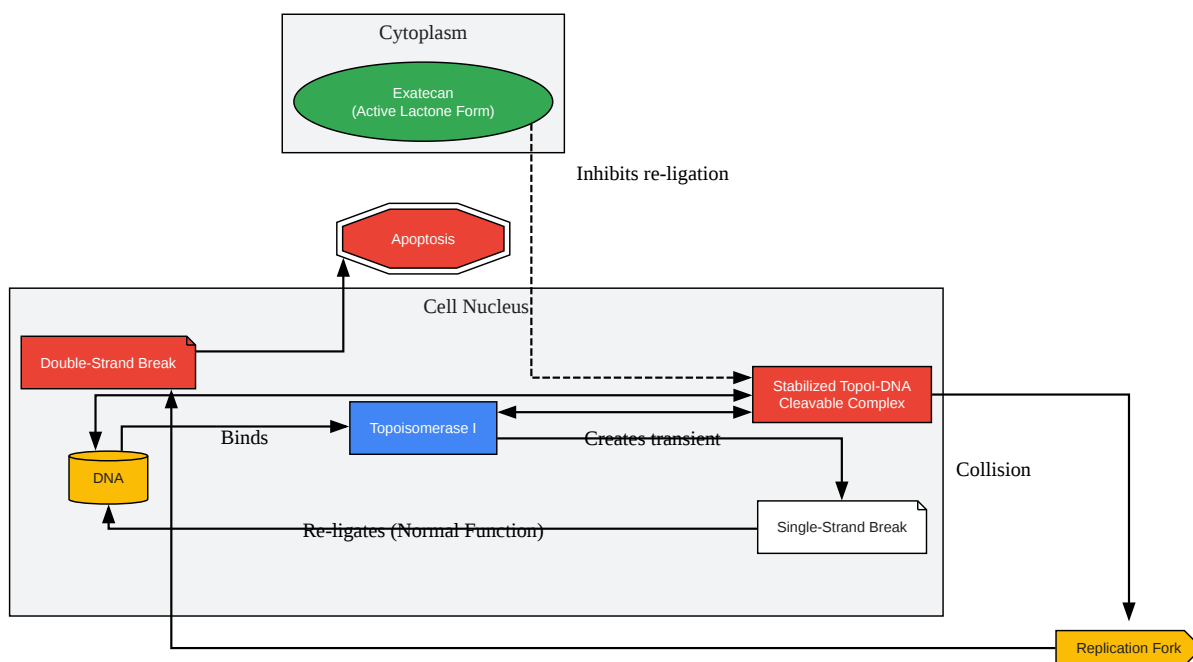 Cytoplasm
Exatecan
(Active Lactone Form)
Inhibits re-ligation
Apoptosis
Cell Nucleus
Double-Strand Break
Stabilized TopoI-DNA
Cleavable Complex
Topoisomerase I
Binds
Creates transient
DNA
Collision
Single-Strand Break
Re-ligates (Normal Function)
Replication Fork